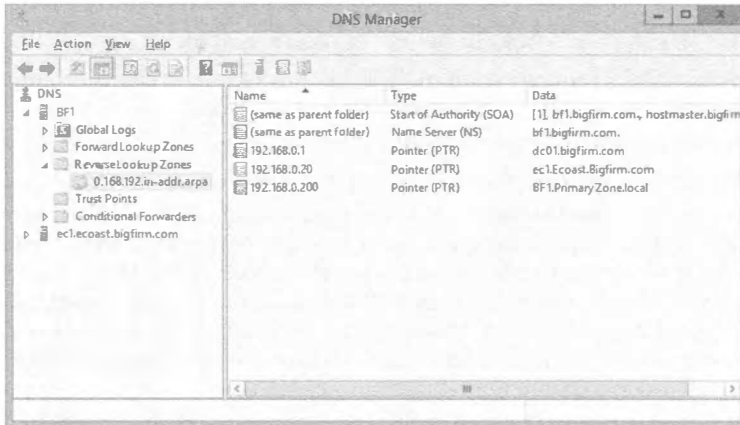 DNS Manager
File Action View Help
DNS
BF1
Global Logs
Forward Lookup Zones
Reverse Lookup Zones
0.168.192.in-addr.arpa
Trust Points
Conditional Forwarders
ec1.ecoast.bigfirm.com
Name Type Data
(same as parent folder) Start of Authority (SOA) [1], bf1.bigfirm.com., hostmaster.bigfirm
(same as parent folder) Name Server (NS) bf1.bigfirm.com.
192.168.0.1 Pointer (PTR) dc01.bigfirm.com
192.168.0.20 Pointer (PTR) ec1.Ecoast.Bigfirm.com
192.168.0.200 Pointer (PTR) BF1.PrimaryZone.local